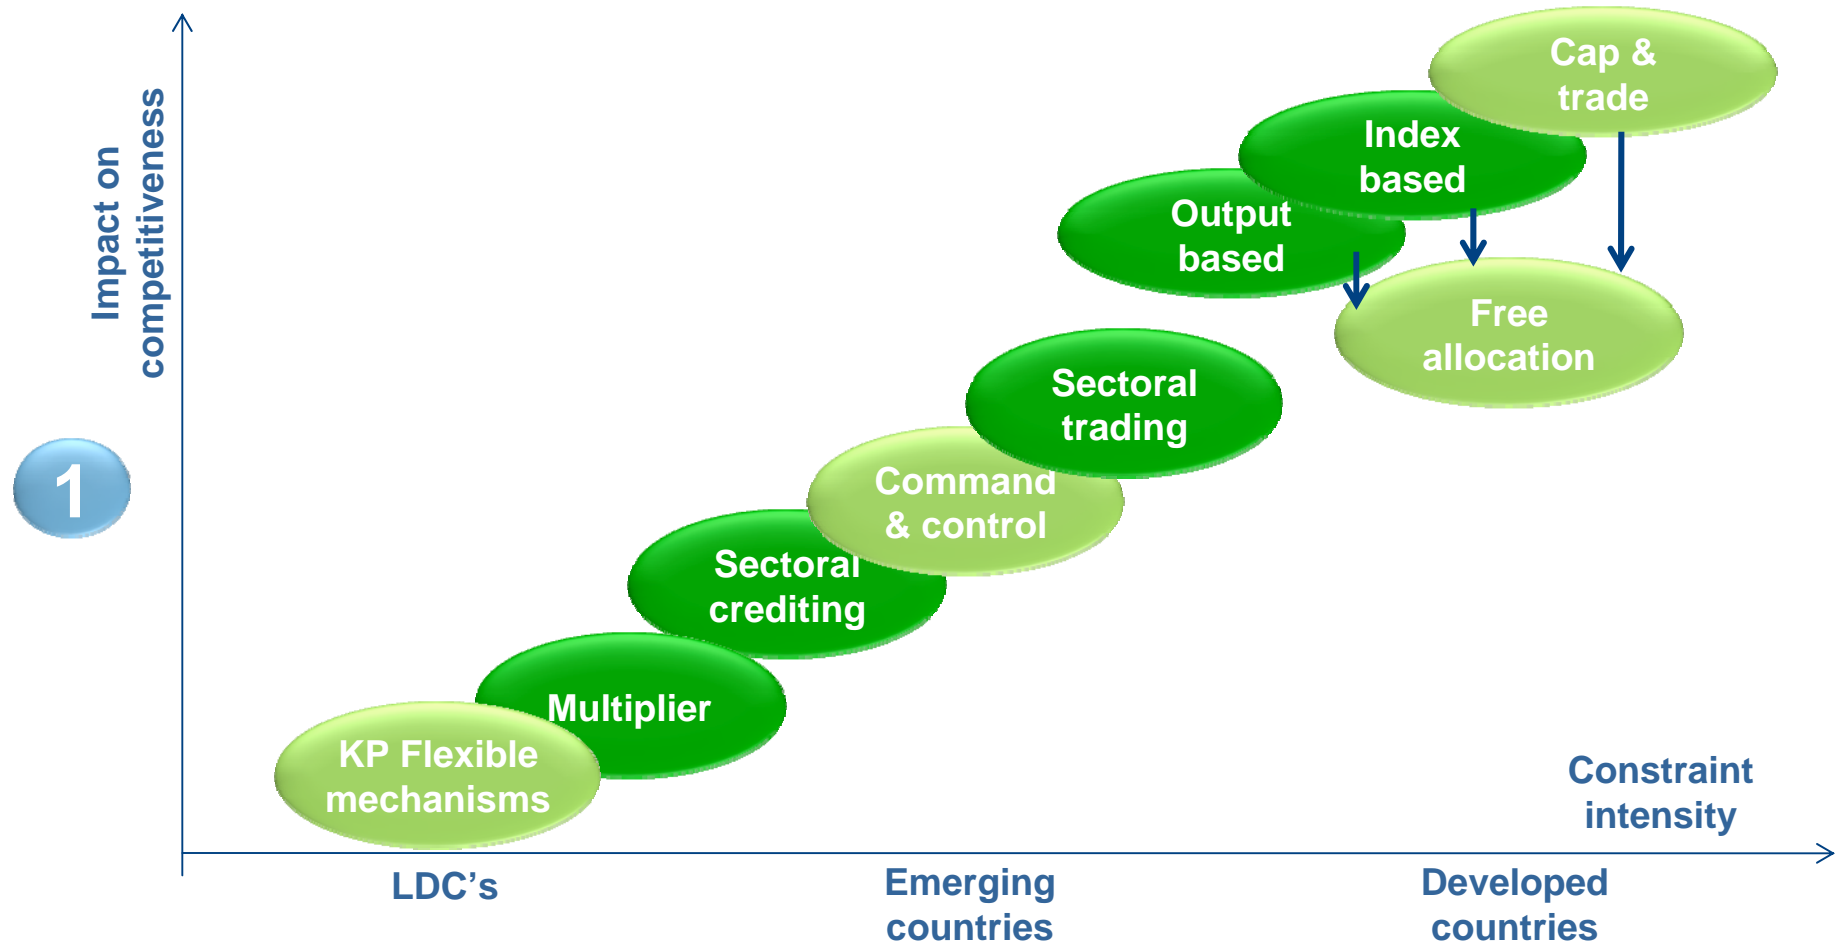 Impact on
competitiveness
1
Cap &
trade
Index
based
Output
based
Free
allocation
Sectoral
trading
Command
& control
Sectoral
crediting
Multiplier
KP Flexible
mechanisms
Constraint
intensity
LDC's
Emerging
countries
Developed
countries